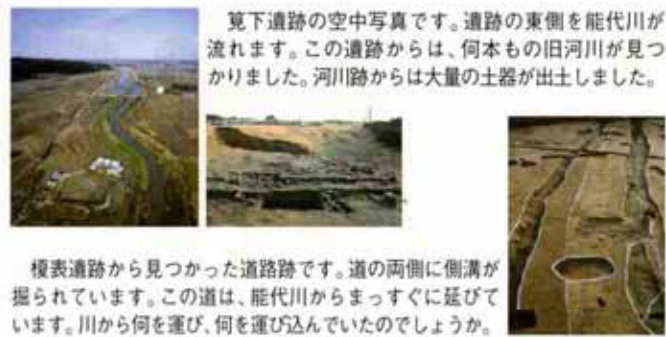 筧下遺跡の空中写真です。遺跡の東側を能代川が
流れます。この遺跡からは、何本もの旧河川が見つ
かりました。河川跡からは大量の土器が出土しました。
榎表遺跡から見つかった道路跡です。道の両側に側溝が
掘られています。この道は、能代川からまっすぐに延びて
います。川から何を運び、何を運び込んでいたのでしょうか。